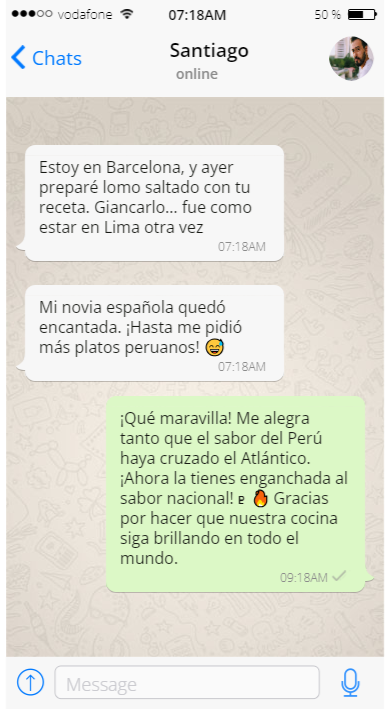 vodafone 07:18AM 50 %
Chats
Santiago
online
Estoy en Barcelona, y ayer
preparé lomo saltado con tu
receta. Giancarlo... fue como
estar en Lima otra vez
07:18AM
Mi novia española quedó
encantada. ¡Hasta me pidió
más platos peruanos! 😅
07:18AM
¡Qué maravilla! Me alegra
tanto que el sabor del Perú
haya cruzado el Atlántico.
¡Ahora la tienes enganchada al
sabor nacional! 🔥 Gracias
por hacer que nuestra cocina
siga brillando en todo el
mundo.
09:18AM
Message